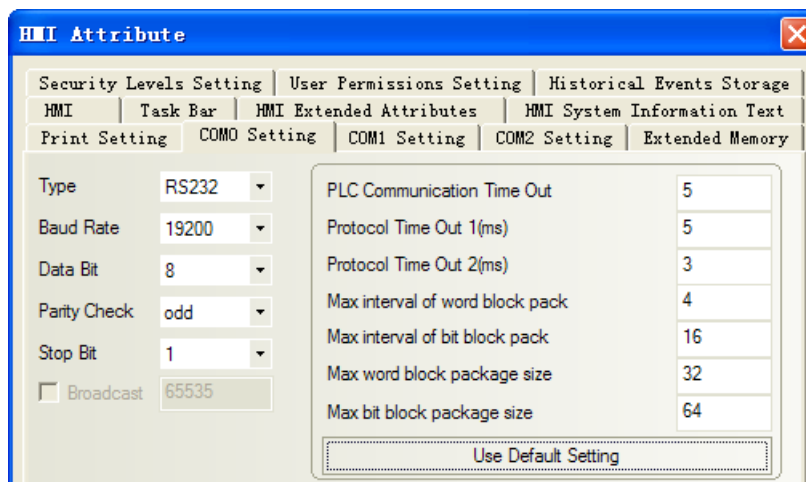 HMI Attribute
Security Levels Setting User Permissions Setting Historical Events Storage
HMI Task Bar HMI Extended Attributes HMI System Information Text
Print Setting COM0 Setting COM1 Setting COM2 Setting Extended Memory
Type RS232
Baud Rate 19200
Data Bit 8
Parity Check odd
Stop Bit 1
Broadcast 65535
PLC Communication Time Out 5
Protocol Time Out 1(ms) 5
Protocol Time Out 2(ms) 3
Max interval of word block pack 4
Max interval of bit block pack 16
Max word block package size 32
Max bit block package size 64
Use Default Setting